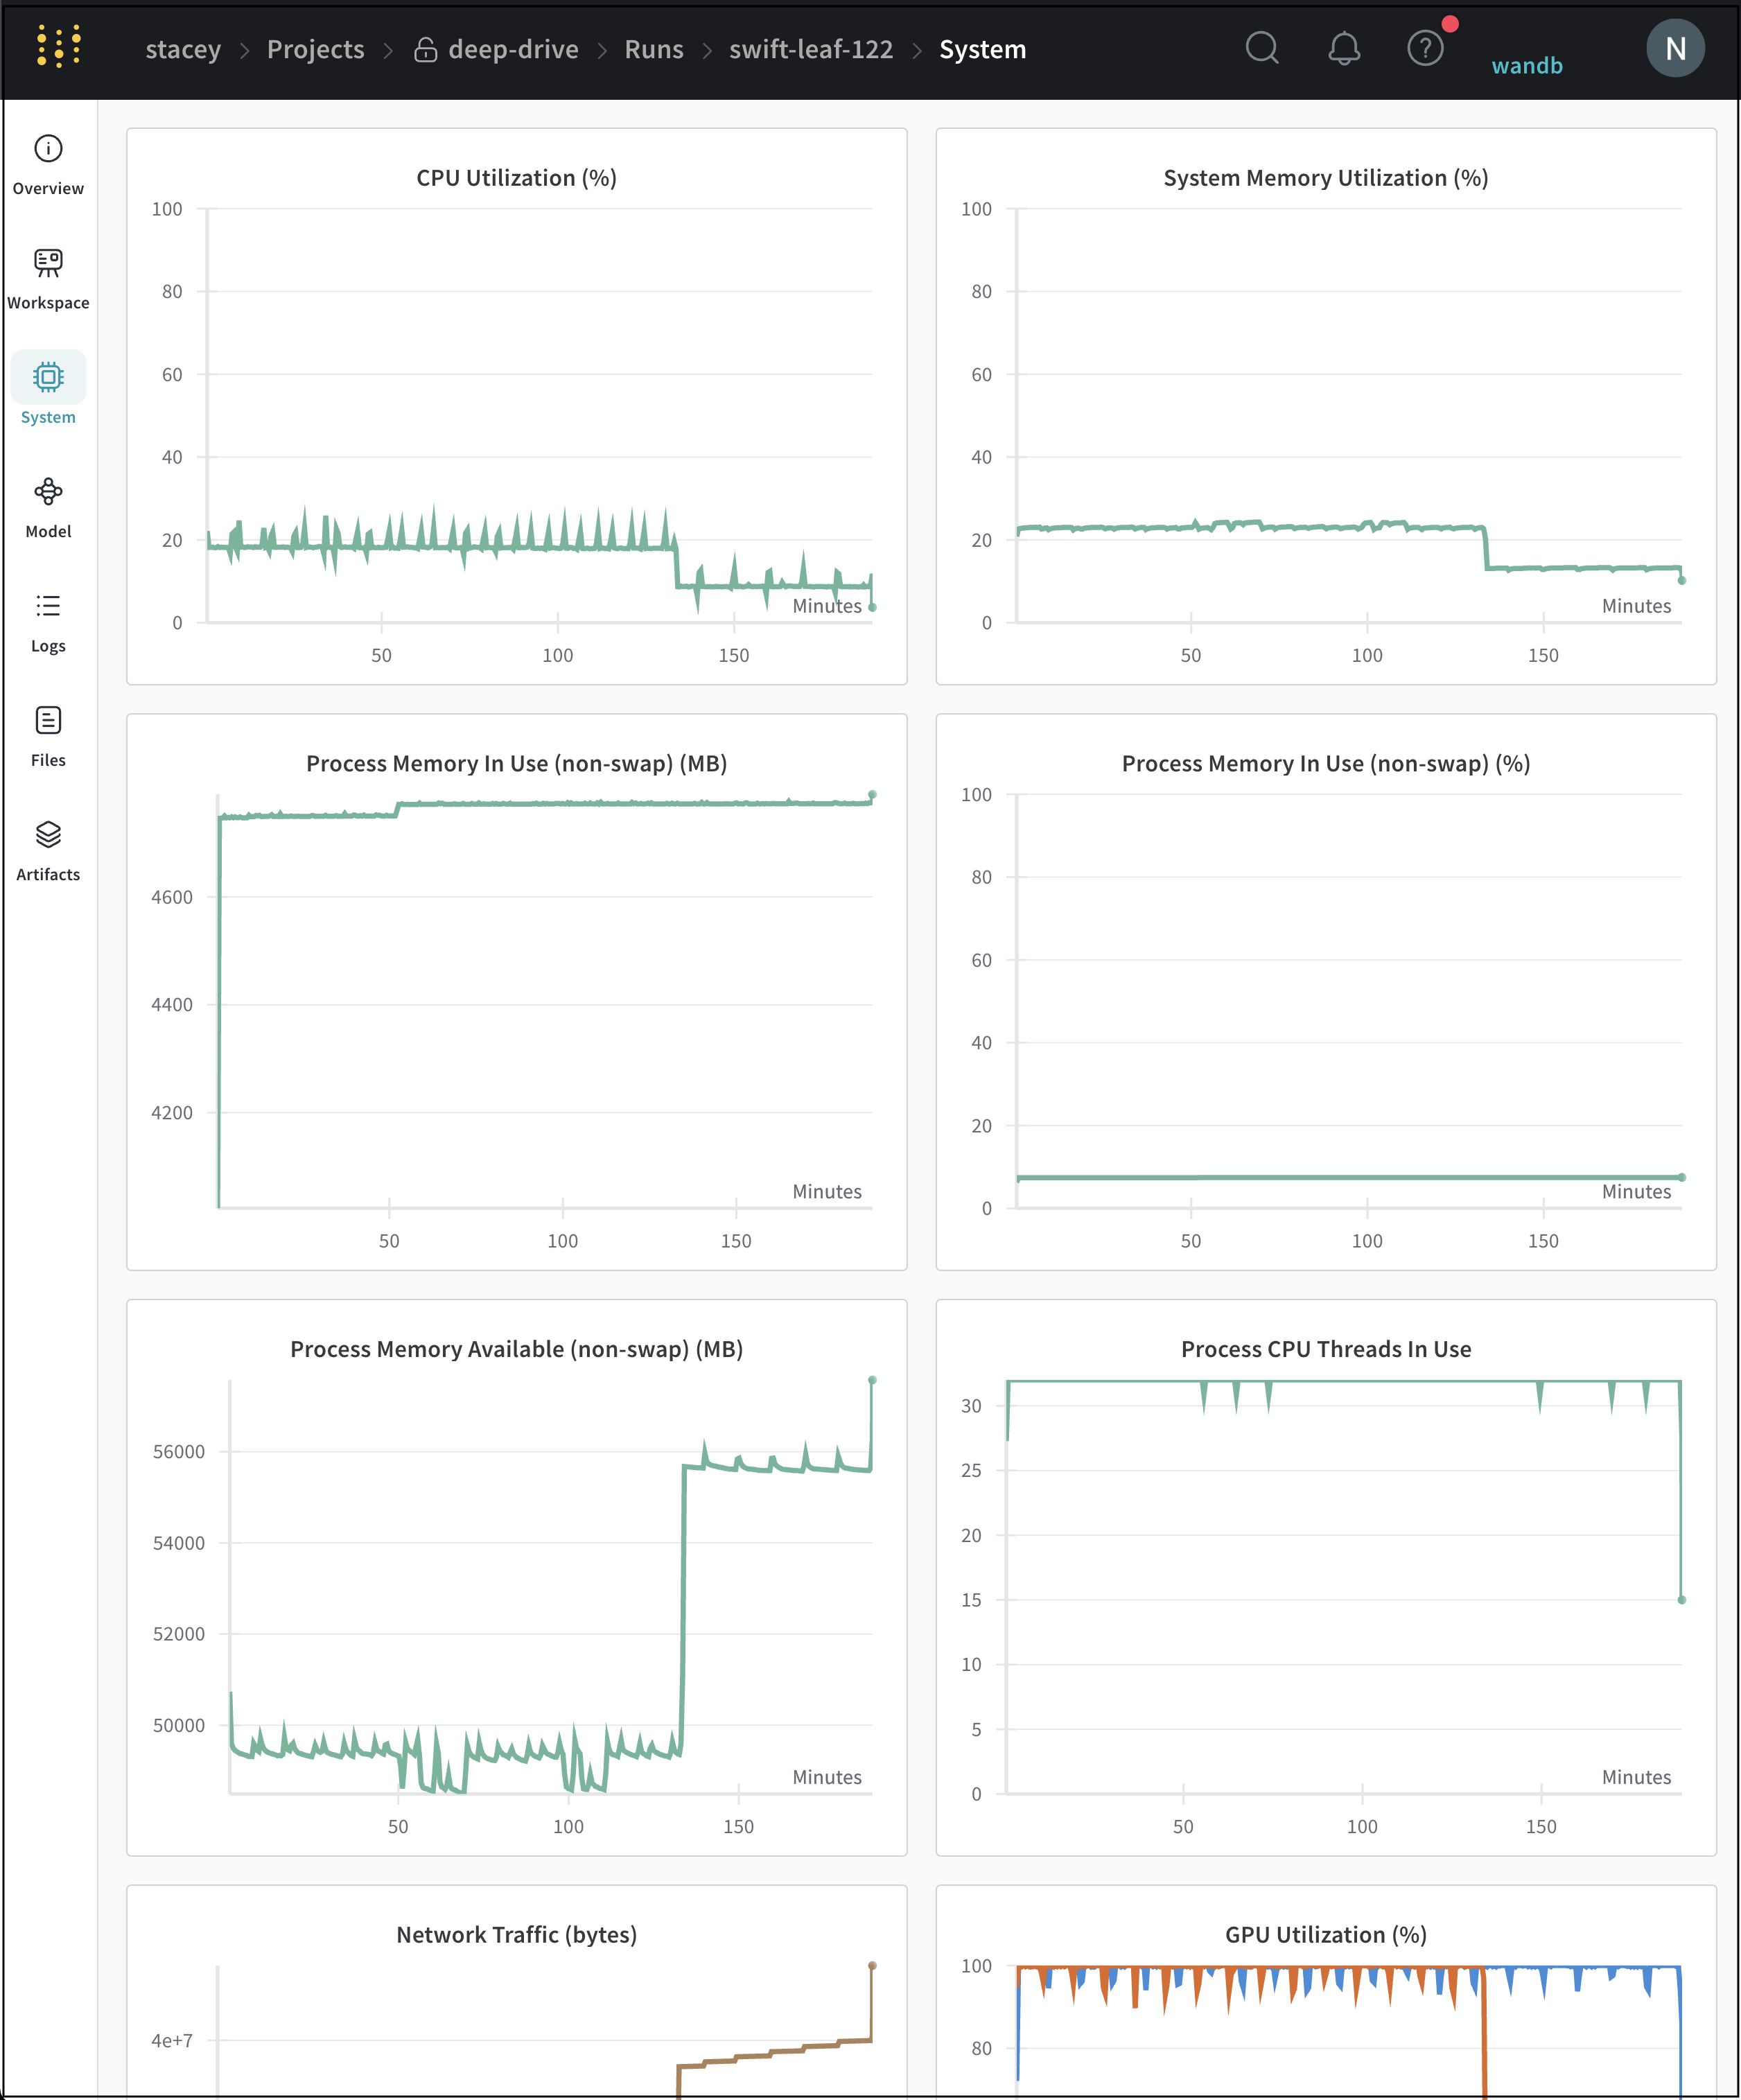 stacey > Projects > deep-drive > Runs > swift-leaf-122 > System
wandb
N
Overview
Workspace
System
Model
Logs
Files
Artifacts
CPU Utilization (%)
100
80
60
40
20
0
Minutes
50 100 150
System Memory Utilization (%)
100
80
60
40
20
0
Minutes
50 100 150
Process Memory In Use (non-swap) (MB)
4600
4400
4200
Minutes
50 100 150
Process Memory In Use (non-swap) (%)
100
80
60
40
20
0
Minutes
50 100 150
Process Memory Available (non-swap) (MB)
56000
54000
52000
50000
Minutes
50 100 150
Process CPU Threads In Use
30
25
20
15
10
5
0
Minutes
50 100 150
Network Traffic (bytes)
4e+7
GPU Utilization (%)
100
80